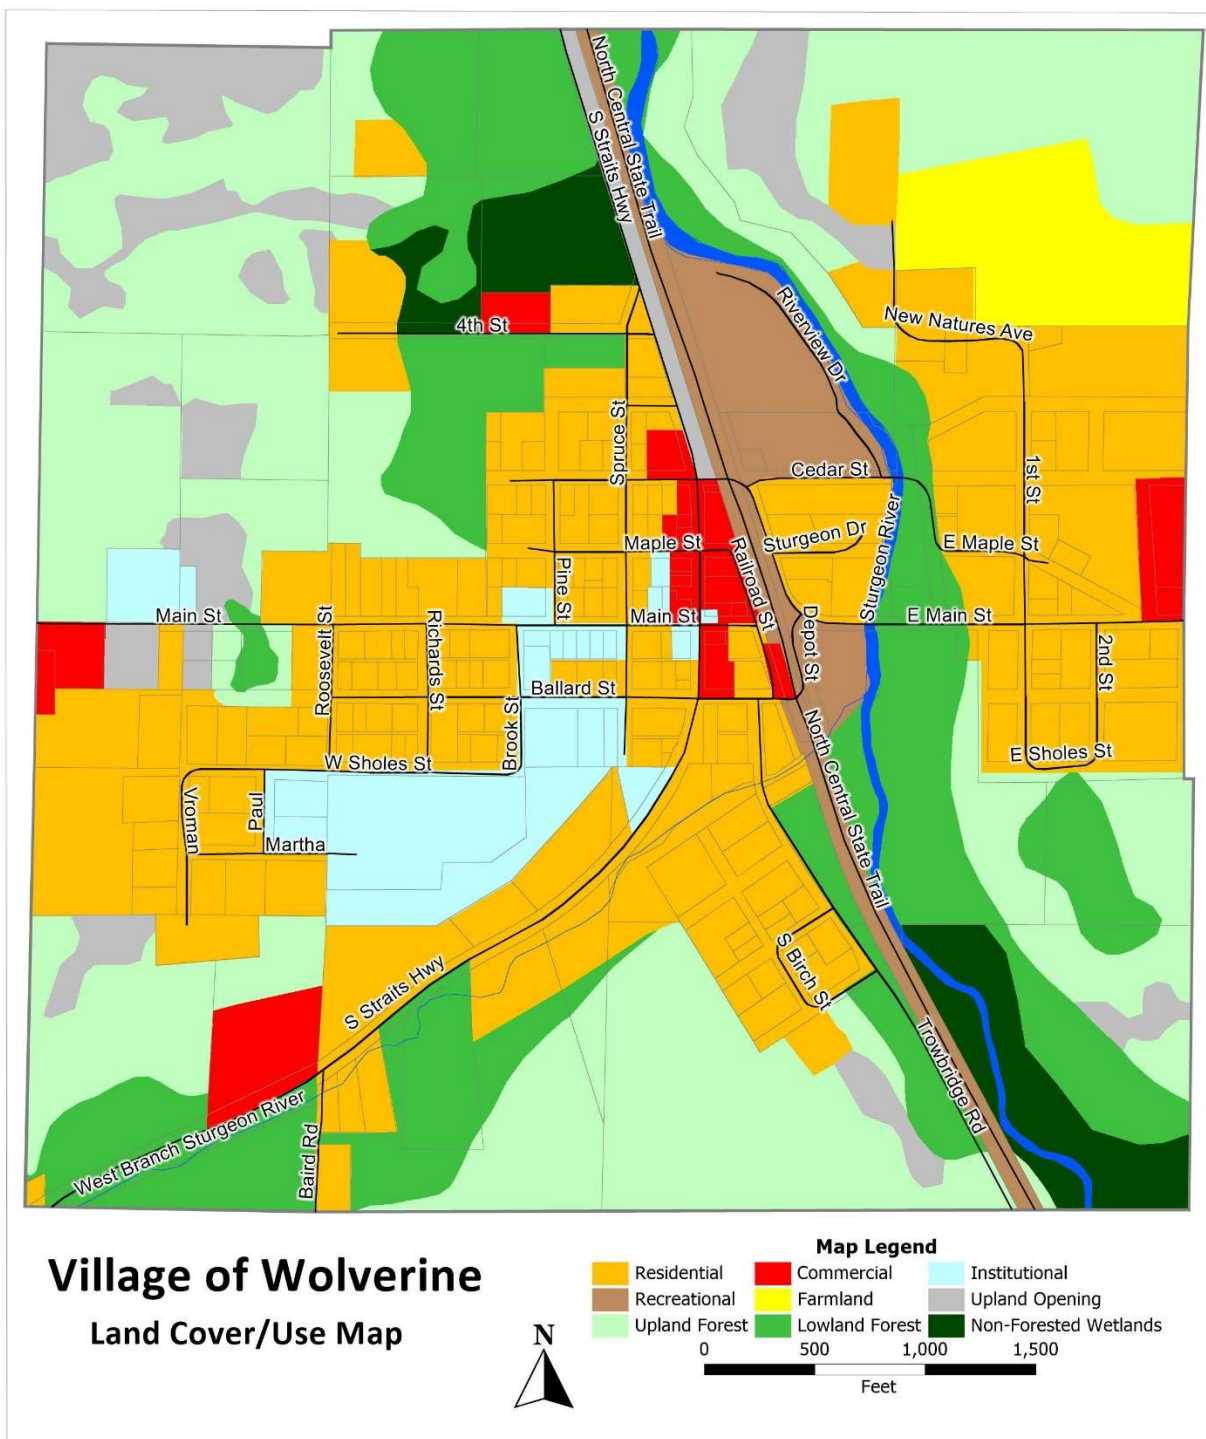 North Central State Trail
S Straits Hwy
Riverview Dr
New Natures Ave
4th St
Spruce St
Cedar St
1st St
Maple St
Sturgeon Dr
Sturgeon River
E Maple St
Pine St
Railroad St
Main St
Roosevelt St
Richards St
Main St
Depot St
E Main St
2nd St
Brook St
Ballard St
W Sholes St
North Central State Trail
E Sholes St
Vroman
Paul
Martha
S Birch St
S Straits Hwy
Trowbridge Rd
West Branch Sturgeon River
Baird Rd
Village of Wolverine
Land Cover/Use Map
N
Map Legend
Residential Commercial Institutional
Recreational Farmland Upland Opening
Upland Forest Lowland Forest Non-Forested Wetlands
0 500 1,000 1,500
Feet